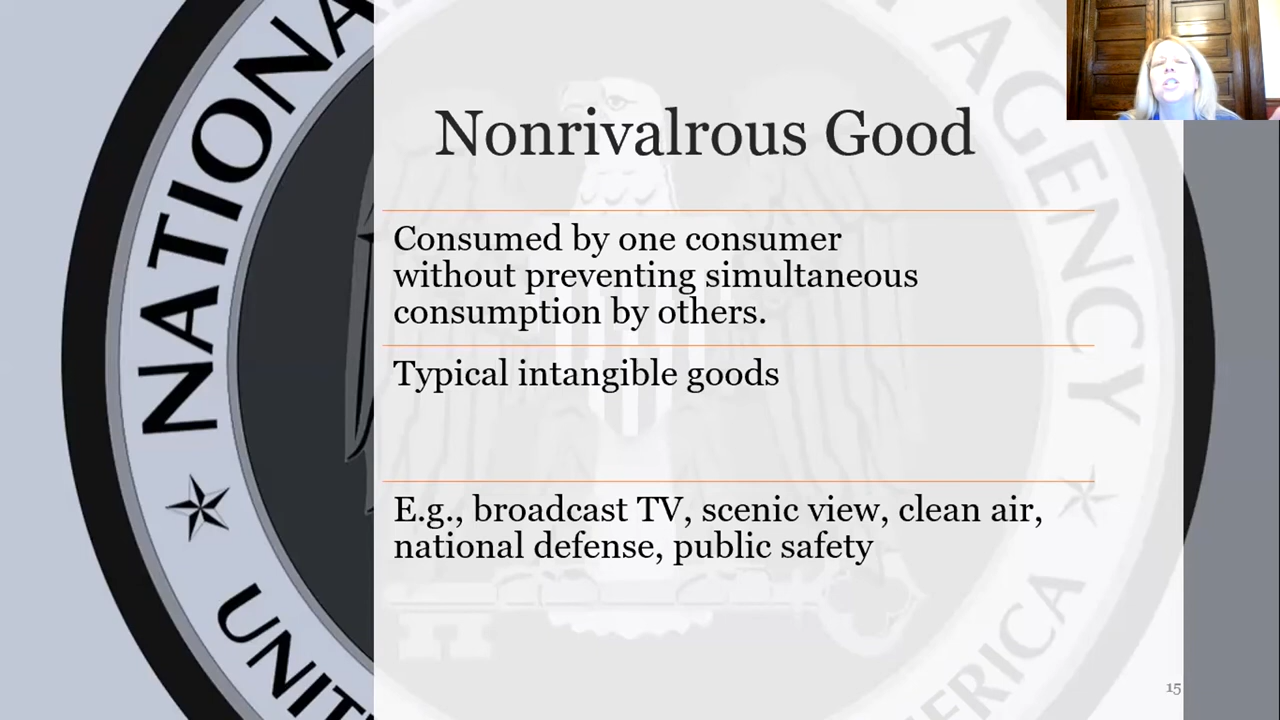 Nonrivalrous Good
Consumed by one consumer
without preventing simultaneous
consumption by others.
Typical intangible goods
E.g., broadcast TV, scenic view, clean air,
national defense, public safety
15
NATIONA
AGENCY
UNIT
ERICA